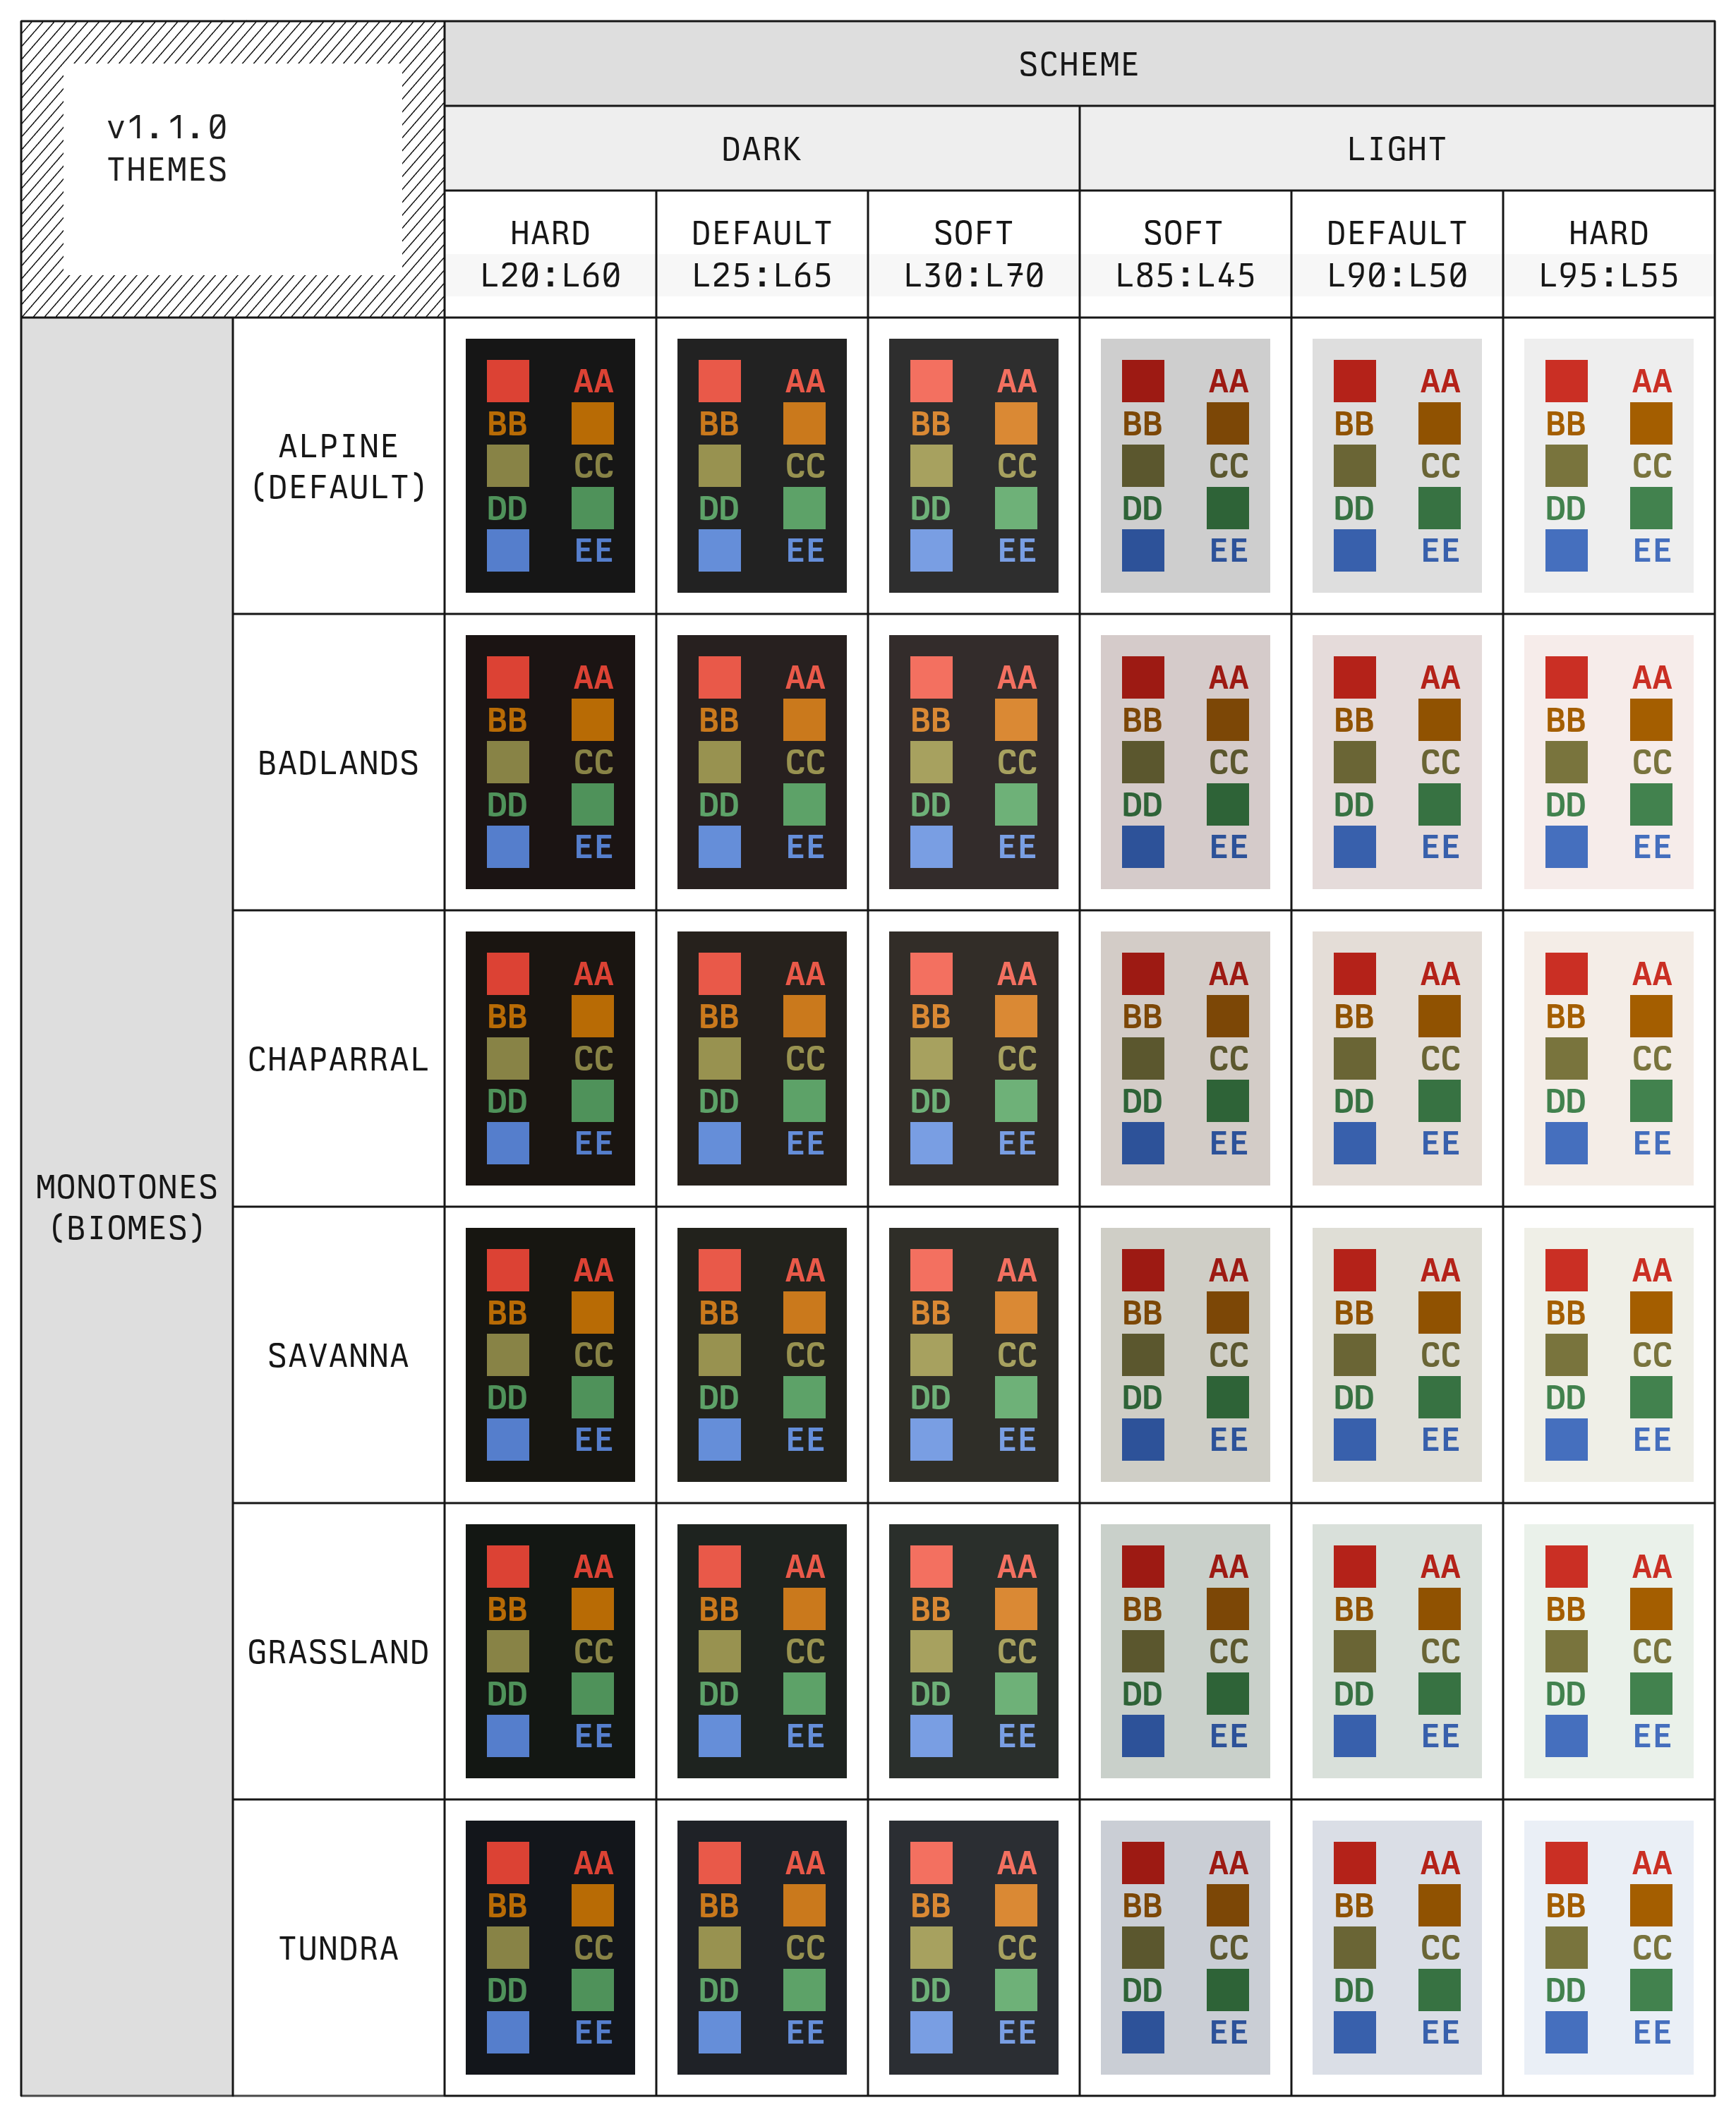 v1.1.0
THEMES
SCHEME
DARK
LIGHT
HARD
L20:L60
DEFAULT
L25:L65
SOFT
L30:L70
SOFT
L85:L45
DEFAULT
L90:L50
HARD
L95:L55
MONOTONES
(BIOMES)
ALPINE
(DEFAULT)
AA AA AA AA AA AA
BB BB BB BB BB BB
CC CC CC CC CC CC
DD DD DD DD DD DD
EE EE EE EE EE EE
BADLANDS
AA AA AA AA AA AA
BB BB BB BB BB BB
CC CC CC CC CC CC
DD DD DD DD DD DD
EE EE EE EE EE EE
CHAPARRAL
AA AA AA AA AA AA
BB BB BB BB BB BB
CC CC CC CC CC CC
DD DD DD DD DD DD
EE EE EE EE EE EE
SAVANNA
AA AA AA AA AA AA
BB BB BB BB BB BB
CC CC CC CC CC CC
DD DD DD DD DD DD
EE EE EE EE EE EE
GRASSLAND
AA AA AA AA AA AA
BB BB BB BB BB BB
CC CC CC CC CC CC
DD DD DD DD DD DD
EE EE EE EE EE EE
TUNDRA
AA AA AA AA AA AA
BB BB BB BB BB BB
CC CC CC CC CC CC
DD DD DD DD DD DD
EE EE EE EE EE EE